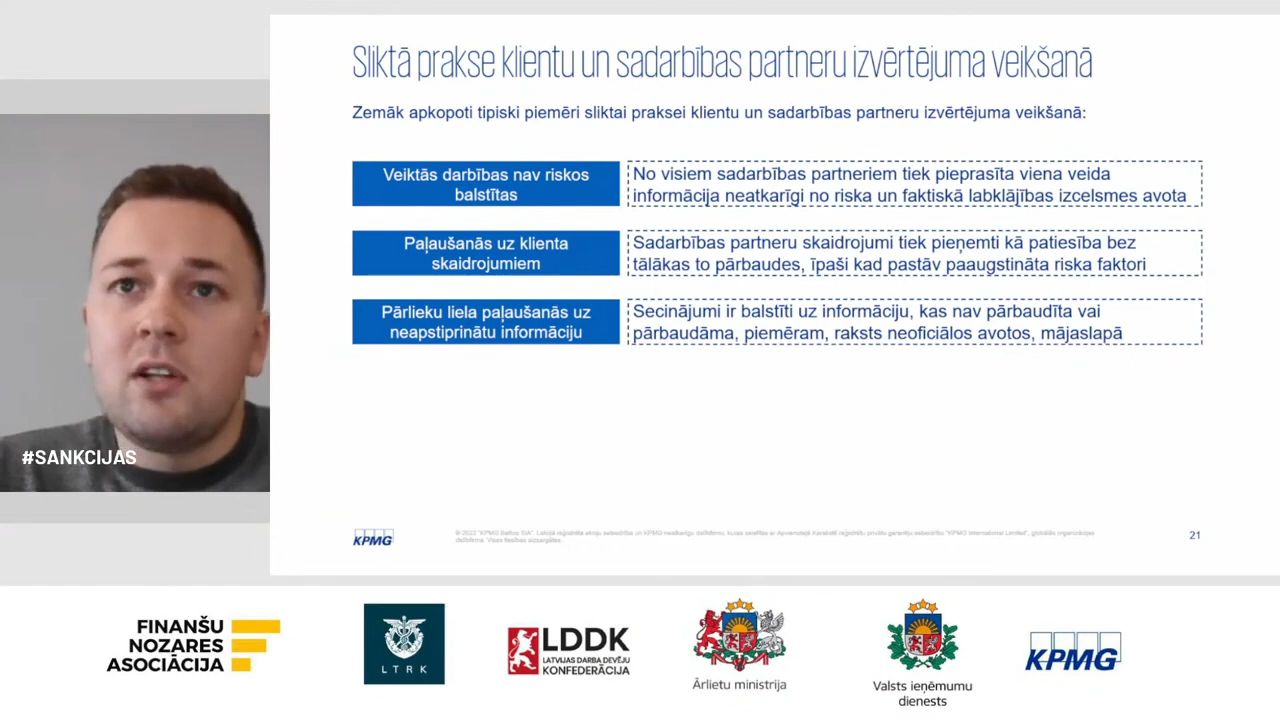 Sliktā prakse klientu un sadarbības partneru izvērtējuma veikšanā
Zemāk apkopoti tipiski piemēri sliktai praksei klientu un sadarbības partneru izvērtējuma veikšanā:
Veiktās darbības nav riskos
balstītas
No visiem sadarbības partneriem tiek pieprasīta viena veida
informācija neatkarīgi no riska un faktiskā labklājības izcelsmes avota
Paļaušanās uz klienta
skaidrojumiem
Sadarbības partneru skaidrojumi tiek pieņemti kā patiesība bez
tālākas to pārbaudes, īpaši kad pastāv paaugstināta riska faktori
Pārlieku liela paļaušanās uz
neapstiprinātu informāciju
Secinājumi ir balstīti uz informāciju, kas nav pārbaudīta vai
pārbaudāma, piemēram, raksts neoficiālos avotos, mājaslapā
#SANKCIJAS
KPMG
21
FINANŠU
NOZARES
ASOCIĀCIJA
LTRK
LDDK
LATVIJAS DARBA DEVĒJU
KONFEDERĀCIJA
Ārlietu ministrija
Valsts ieņēmumu
dienests
KPMG